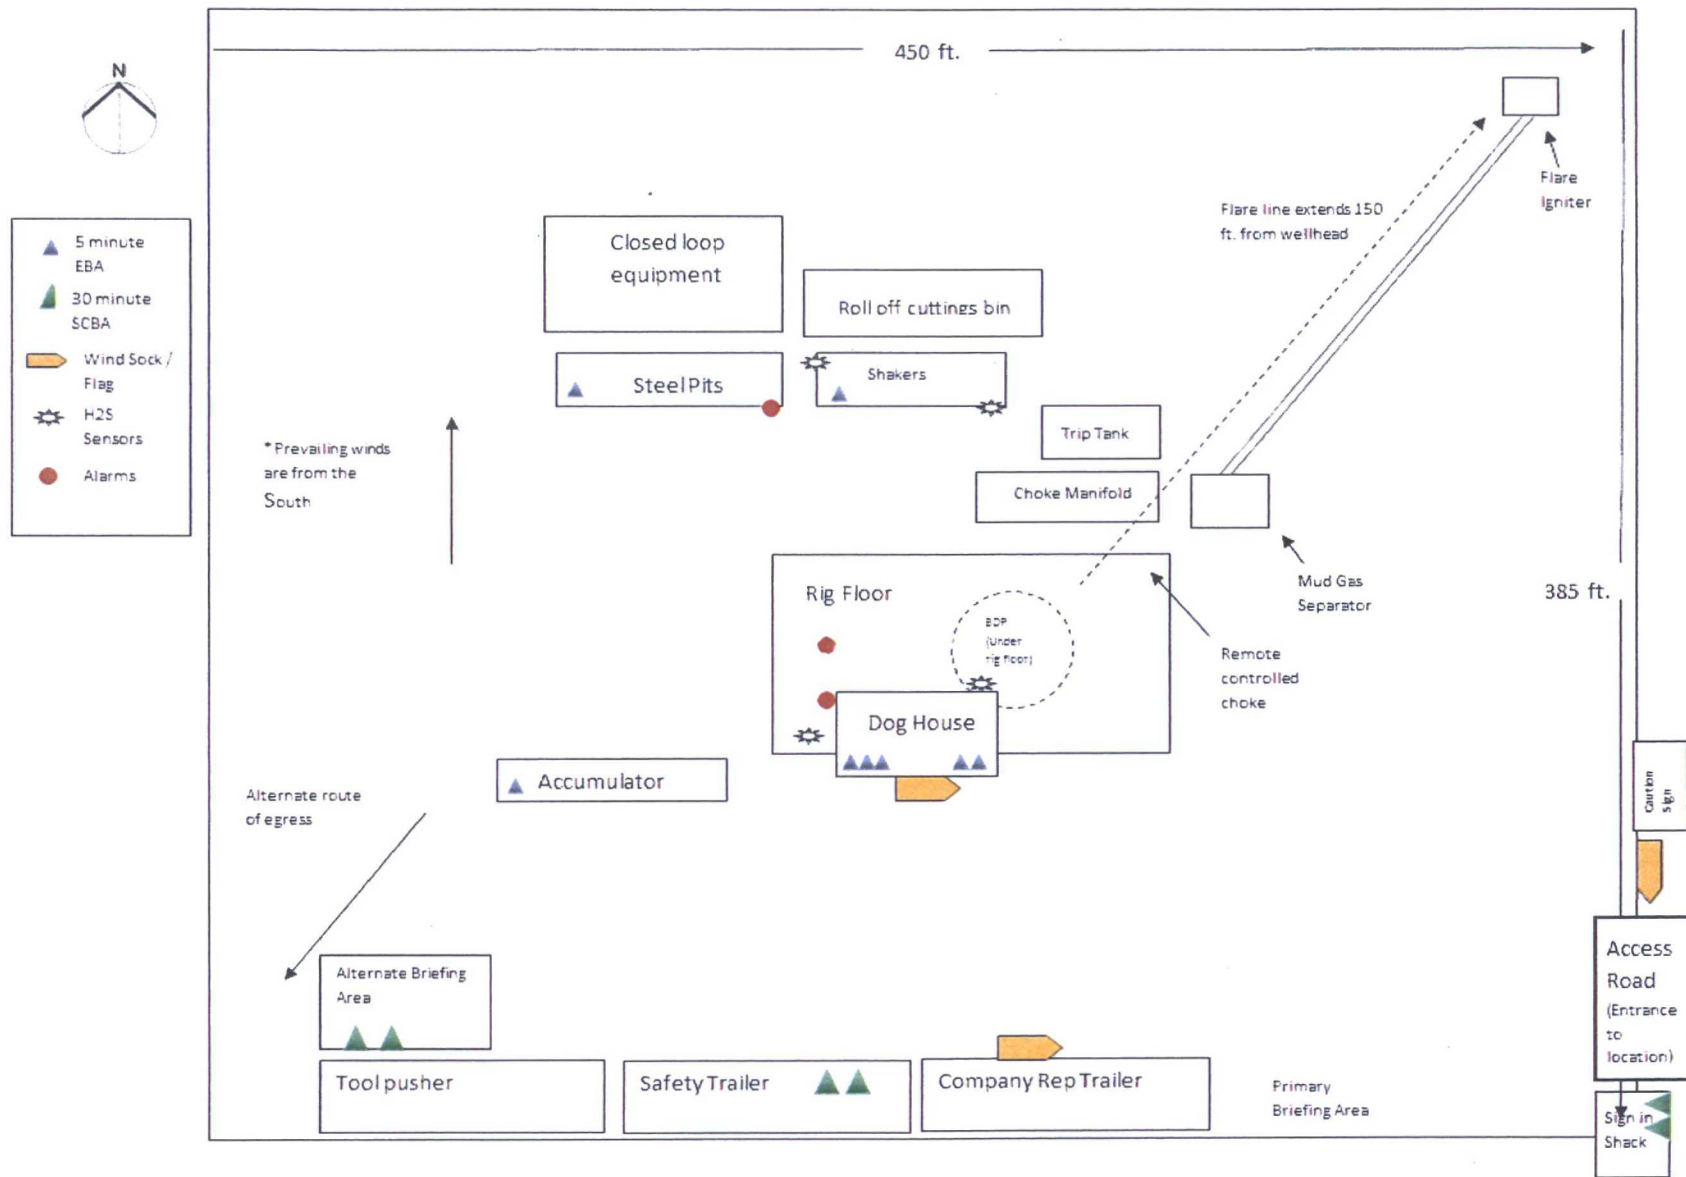 450 ft.
N
Flare
Igniter
Flare line extends 150
ft. from wellhead
5 minute
EBA
30 minute
SCBA
Wind Sock /
Flag
H2S
Sensors
Alarms
Closed loop
equipment
Roll off cuttings bin
Steel Pits
Shakers
Trip Tank
Choke Manifold
* Prevailing winds
are from the
South
Mud Gas
Separator
385 ft.
Rig Floor
BOP
(Under
rig floor)
Remote
controlled
choke
Dog House
Accumulator
Alternate route
of egress
Caution
Sign
Access
Road
(Entrance
to
location)
Alternate Briefing
Area
Tool pusher
Safety Trailer
Company Rep Trailer
Primary
Briefing Area
Sign in
Shack